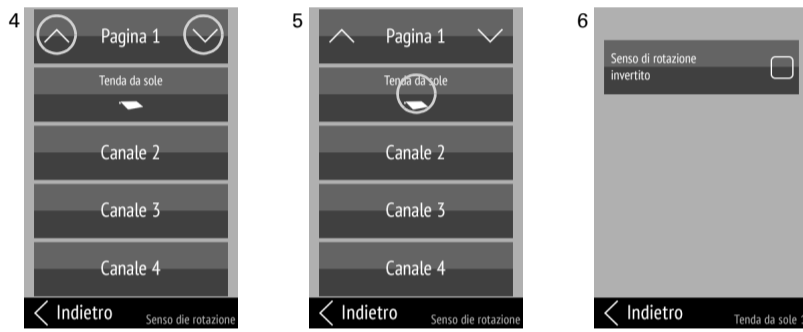 4
Pagina 1
Tenda da sole
Canale 2
Canale 3
Canale 4
Indietro
Senso die rotazione
5
Pagina 1
Tenda da sole
Canale 2
Canale 3
Canale 4
Indietro
Senso die rotazione
6
Senso di rotazione
invertito
Indietro
Tenda da sole